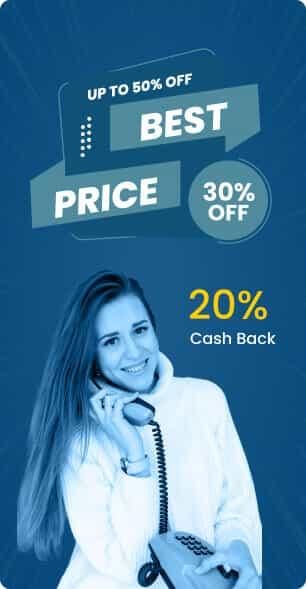 UP TO 50% OFF
BEST
PRICE
30%
OFF
20%
Cash Back